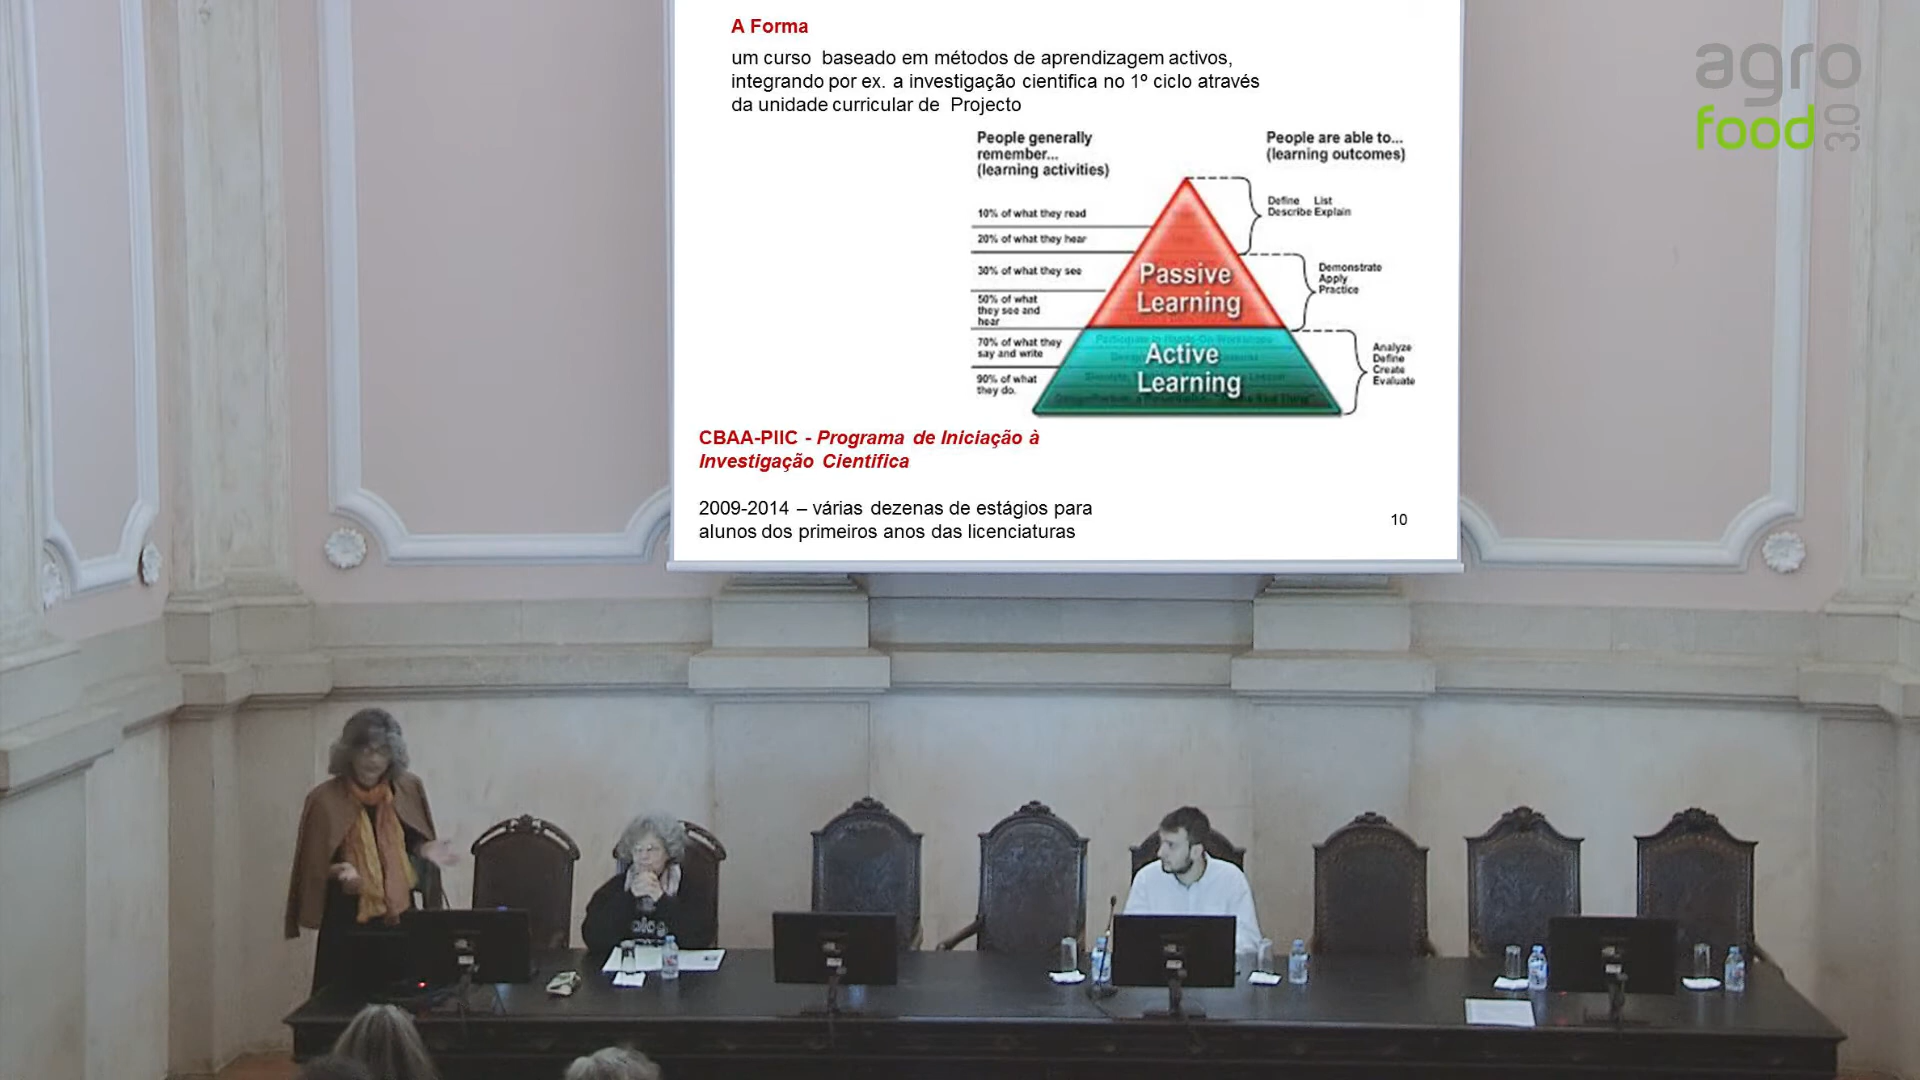 A Forma
um curso baseado em métodos de aprendizagem activos,
integrando por ex. a investigação cientifica no 1º ciclo através
da unidade curricular de Projecto
People generally
remember...
(learning activities)
People are able to...
(learning outcomes)
10% of what they read
20% of what they hear
30% of what they see
50% of what
they see and
hear
70% of what they
say and write
90% of what
they do.
Passive
Learning
Active
Learning
Define List
Describe Explain
Demonstrate
Apply
Practice
Analyze
Define
Create
Evaluate
CBAA-PIIC - Programa de Iniciação à
Investigação Cientifica
2009-2014 – várias dezenas de estágios para
alunos dos primeiros anos das licenciaturas
10
agro
food 3.0